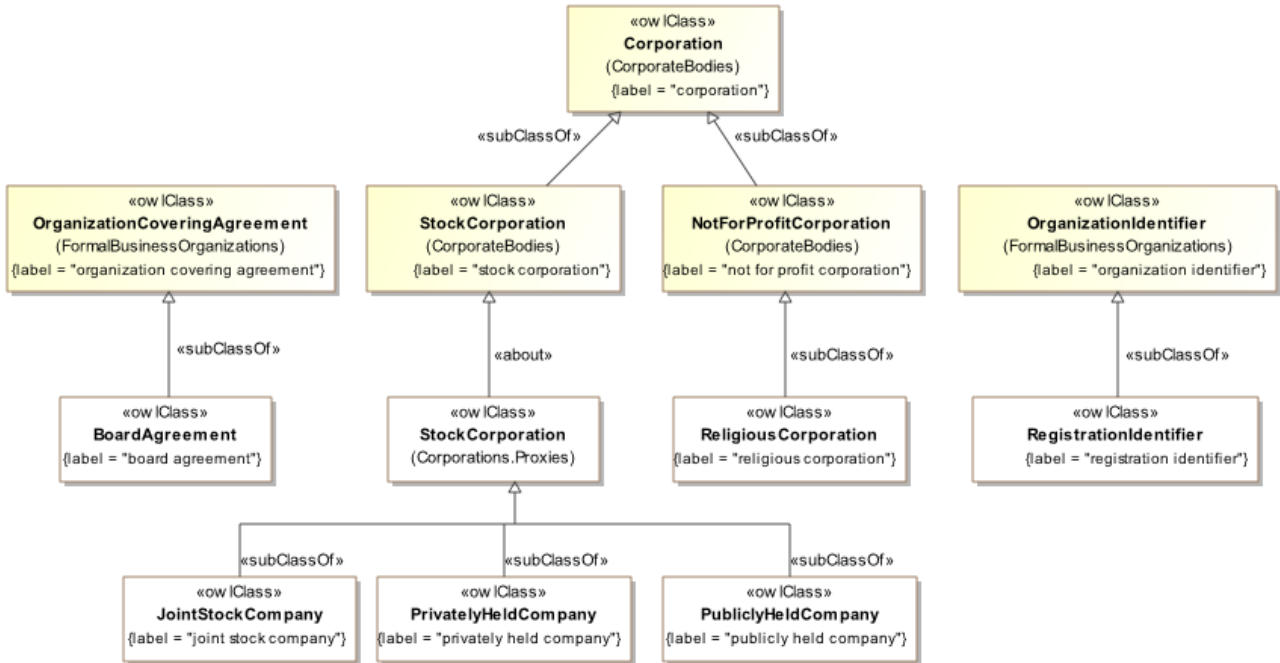 «owlClass»
Corporation
(CorporateBodies)
{label = "corporation"}
«subClassOf»
«subClassOf»
«owlClass»
OrganizationCoveringAgreement
(FormalBusinessOrganizations)
{label = "organization covering agreement"}
«owlClass»
StockCorporation
(CorporateBodies)
{label = "stock corporation"}
«owlClass»
NotForProfitCorporation
(CorporateBodies)
{label = "not for profit corporation"}
«owlClass»
OrganizationIdentifier
(FormalBusinessOrganizations)
{label = "organization identifier"}
«subClassOf»
«about»
«subClassOf»
«subClassOf»
«owlClass»
BoardAgreement
{label = "board agreement"}
«owlClass»
StockCorporation
(Corporations.Proxies)
«owlClass»
ReligiousCorporation
{label = "religious corporation"}
«owlClass»
RegistrationIdentifier
{label = "registration identifier"}
«subClassOf»
«subClassOf»
«subClassOf»
«owlClass»
JointStockCompany
{label = "joint stock company"}
«owlClass»
PrivatelyHeldCompany
{label = "privately held company"}
«owlClass»
PubliclyHeldCompany
{label = "publicly held company"}